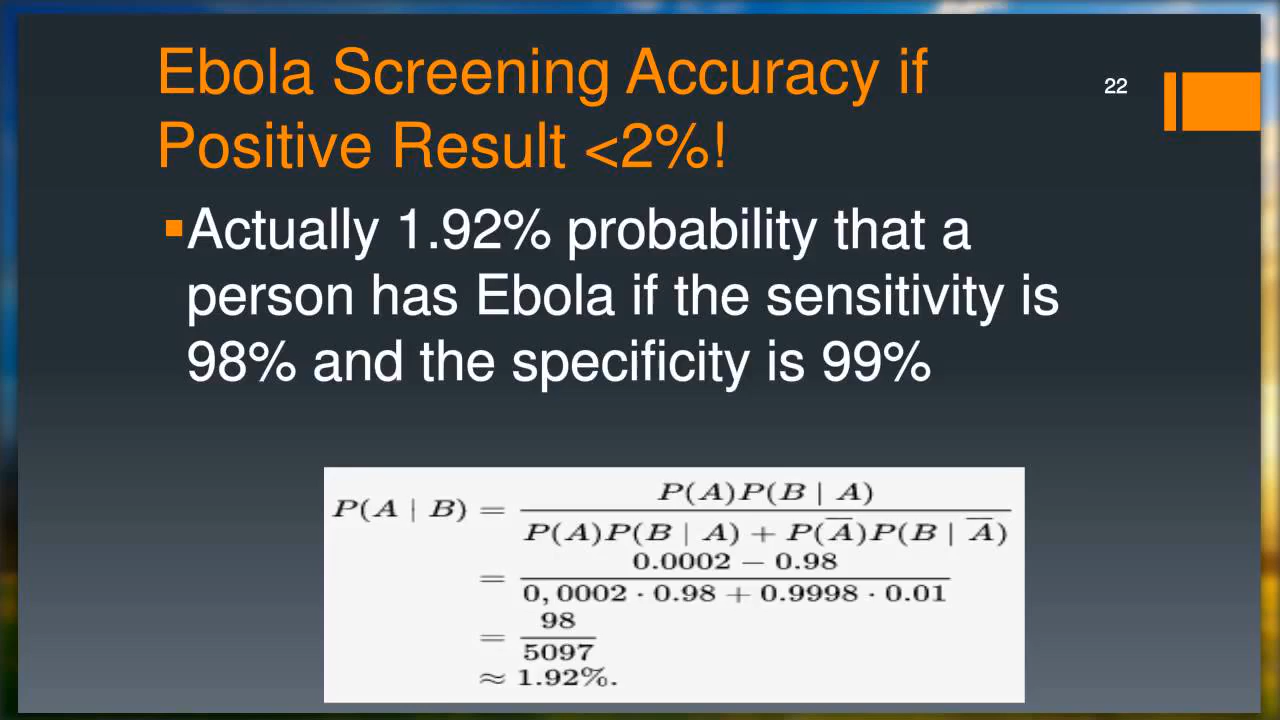 Ebola Screening Accuracy if
22
Positive Result <2%!
Actually 1.92% probability that a
person has Ebola if the sensitivity is
98% and the specificity is 99%
P(A | B) = P(A)P(B | A)
P(A)P(B | A) + P(A̅)P(B | A̅)
= 0.0002 − 0.98
0,0002 · 0.98 + 0.9998 · 0.01
= 98
5097
≈ 1.92%.